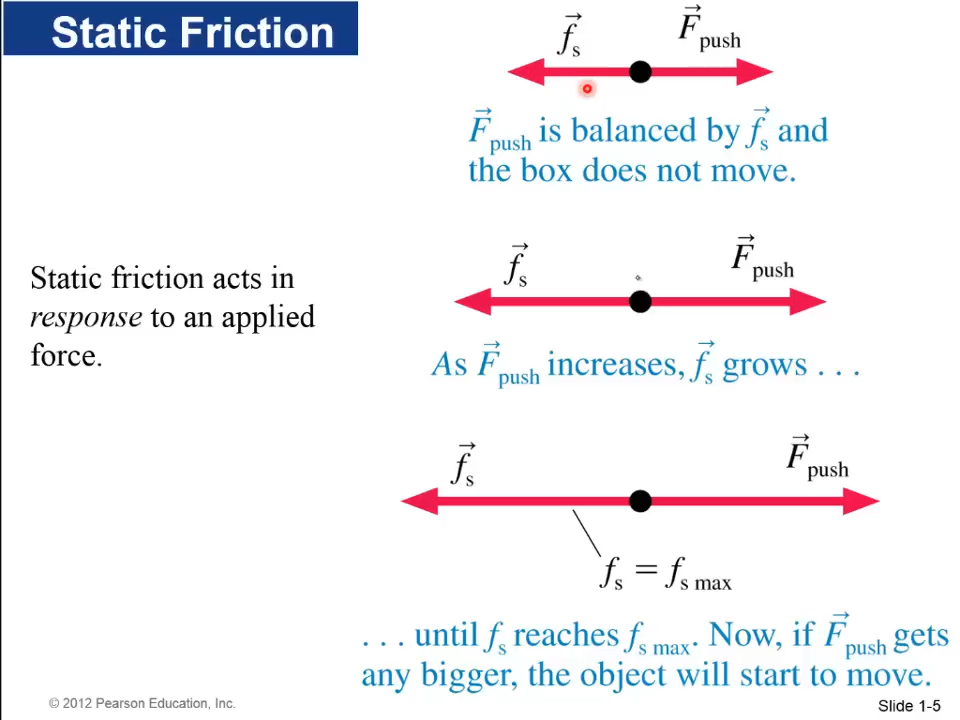 Static Friction
f⃗s F⃗push
F⃗push is balanced by f⃗s and
the box does not move.
f⃗s F⃗push
Static friction acts in
response to an applied
force.
As F⃗push increases, f⃗s grows . . .
f⃗s F⃗push
fs = fs max
. . . until fs reaches fs max. Now, if F⃗push gets
any bigger, the object will start to move.
© 2012 Pearson Education, Inc.
Slide 1-5